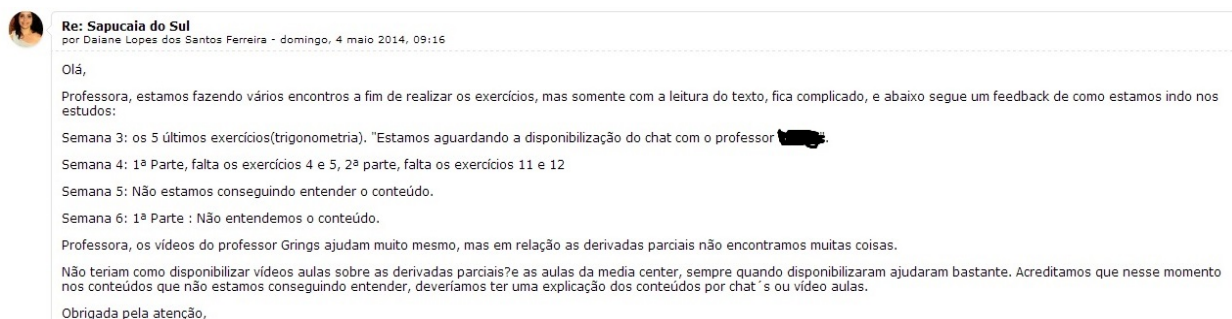 Re: Sapucaia do Sul
por Daiane Lopes dos Santos Ferreira - domingo, 4 maio 2014, 09:16
Olá,
Professora, estamos fazendo vários encontros a fim de realizar os exercícios, mas somente com a leitura do texto, fica complicado, e abaixo segue um feedback de como estamos indo nos
estudos:
Semana 3: os 5 últimos exercícios(trigonometria). "Estamos aguardando a disponibilização do chat com o professor ".
Semana 4: 1ª Parte, falta os exercícios 4 e 5, 2ª parte, falta os exercícios 11 e 12
Semana 5: Não estamos conseguindo entender o conteúdo.
Semana 6: 1ª Parte : Não entendemos o conteúdo.
Professora, os vídeos do professor Grings ajudam muito mesmo, mas em relação as derivadas parciais não encontramos muitas coisas.
Não teriam como disponibilizar vídeos aulas sobre as derivadas parciais?e as aulas da media center, sempre quando disponibilizaram ajudaram bastante. Acreditamos que nesse momento
nos conteúdos que não estamos conseguindo entender, deveríamos ter uma explicação dos conteúdos por chat´s ou vídeo aulas.
Obrigada pela atenção,